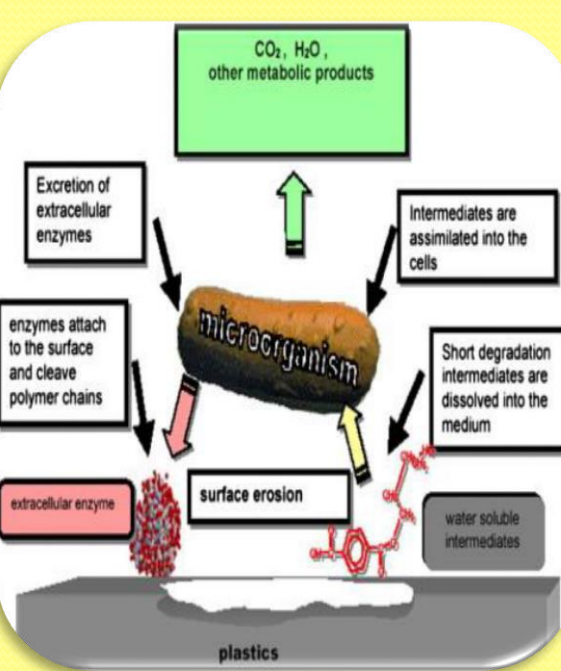 CO₂, H₂O,
other metabolic products
Excretion of
extracellular
enzymes
Intermediates are
assimilated into the
cells
microorganism
enzymes attach
to the surface
and cleave
polymer chains
Short degradation
intermediates are
dissolved into the
medium
extracellular enzyme
surface erosion
water soluble
intermediates
plastics